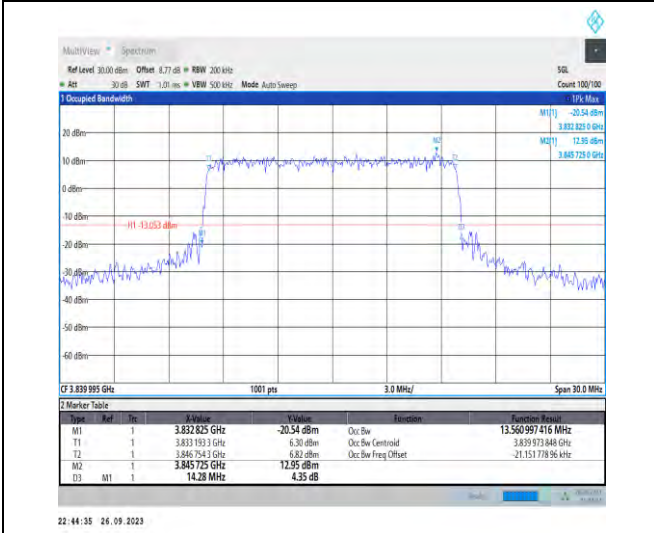 MultiView Spectrum
Ref Level 30.00 dBm Offset 8.77 dB RBW 200 kHz SGL
Att 30 dB SWT 1.01 ms VBW 500 kHz Mode Auto Sweep Count 100/100
1 Occupied Bandwidth 1Pk Max
M1[1] -20.54 dBm
3.832 825 0 GHz
M2[1] 12.95 dBm
3.845 725 0 GHz
20 dBm
M2
T1
T2
10 dBm
0 dBm
-10 dBm
H1 -13.053 dBm
M1
D3
-20 dBm
-30 dBm
-40 dBm
-50 dBm
-60 dBm
CF 3.839 995 GHz 1001 pts 3.0 MHz/ Span 30.0 MHz
2 Marker Table
Type Ref Trc X-Value Y-Value Function Function Result
M1 1 3.832 825 GHz -20.54 dBm Occ Bw 13.560 997 416 MHz
T1 1 3.833 193 3 GHz 6.30 dBm Occ Bw Centroid 3.839 973 848 GHz
T2 1 3.846 754 3 GHz 6.82 dBm Occ Bw Freq Offset -21.151 778 96 kHz
M2 1 3.845 725 GHz 12.95 dBm
D3 M1 1 14.28 MHz 4.35 dB
22:44:35 26.09.2023